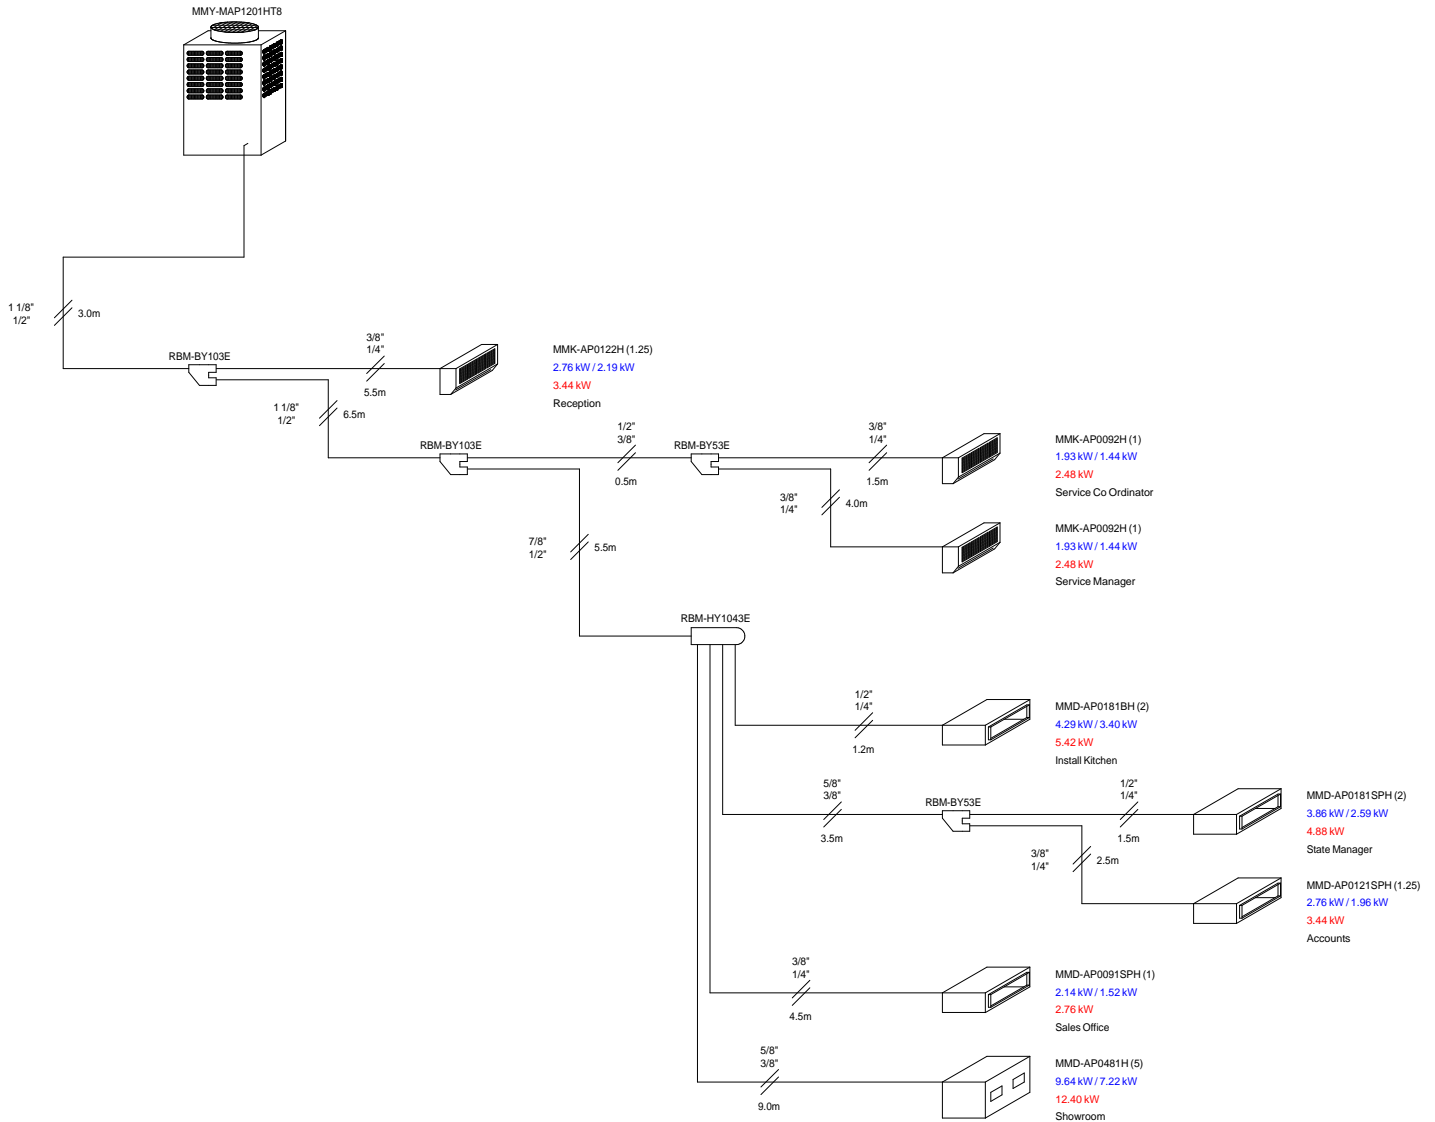 MMY-MAP1201HT8
1 1/8"
1/2"
3.0m
RBM-BY103E
3/8"
1/4"
5.5m
MMK-AP0122H (1.25)
2.76 kW / 2.19 kW
3.44 kW
Reception
1 1/8"
1/2"
6.5m
RBM-BY103E
1/2"
3/8"
0.5m
RBM-BY53E
3/8"
1/4"
1.5m
MMK-AP0092H (1)
1.93 kW / 1.44 kW
2.48 kW
Service Co Ordinator
3/8"
1/4"
4.0m
MMK-AP0092H (1)
1.93 kW / 1.44 kW
2.48 kW
Service Manager
7/8"
1/2"
5.5m
RBM-HY1043E
1/2"
1/4"
1.2m
MMD-AP0181BH (2)
4.29 kW / 3.40 kW
5.42 kW
Install Kitchen
5/8"
3/8"
3.5m
RBM-BY53E
1/2"
1/4"
1.5m
MMD-AP0181SPH (2)
3.86 kW / 2.59 kW
4.88 kW
State Manager
3/8"
1/4"
2.5m
MMD-AP0121SPH (1.25)
2.76 kW / 1.96 kW
3.44 kW
Accounts
3/8"
1/4"
4.5m
MMD-AP0091SPH (1)
2.14 kW / 1.52 kW
2.76 kW
Sales Office
5/8"
3/8"
9.0m
MMD-AP0481H (5)
9.64 kW / 7.22 kW
12.40 kW
Showroom